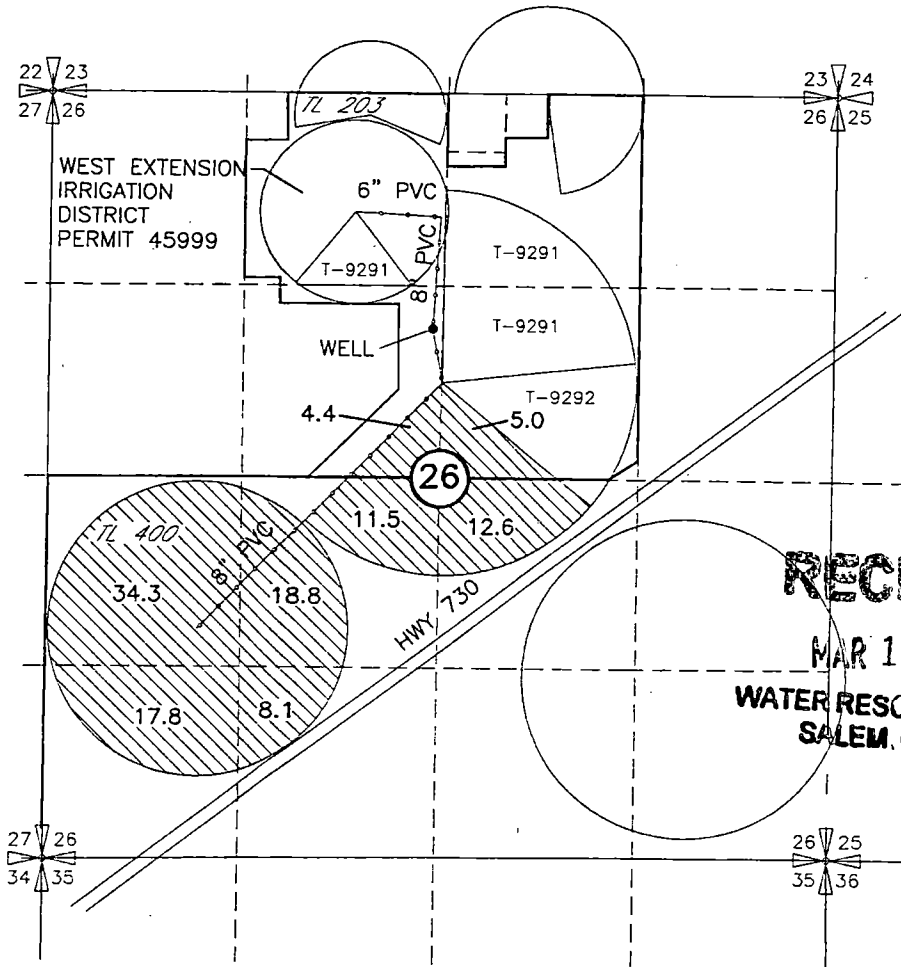 22 23
27 26
23 24
26 25
TL 203
WEST EXTENSION
IRRIGATION
DISTRICT
PERMIT 45999
6" PVC
8" PVC
T-9291
T-9291
T-9291
WELL
T-9292
4.4
5.0
26
TL 400
11.5
12.6
8" PVC
34.3
18.8
HWY 730
17.8
8.1
MAR 1
WATER
SALEM,
27 26
34 35
26 25
35 36